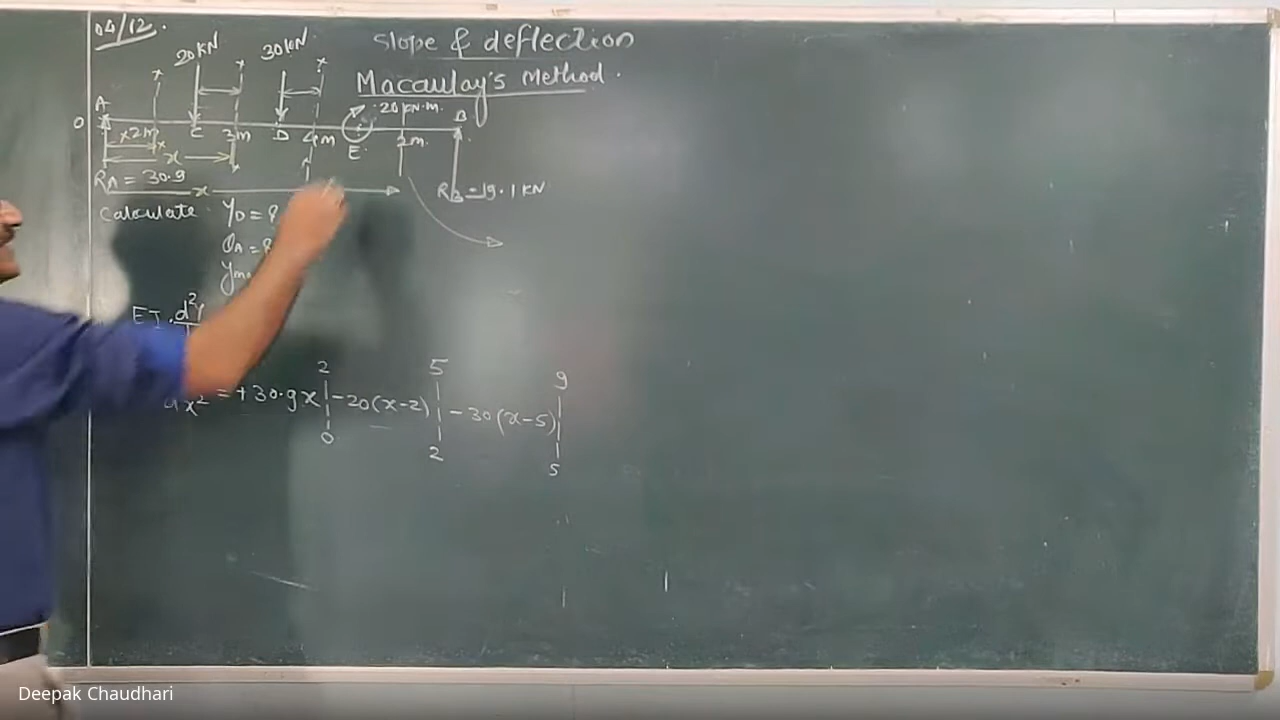 04/12.
Slope & deflection
Macaulay's Method.
20 KN 30 KN
x x x
20 KN·m.
A B
0 C D E
x 2m 3m 4m 2m
x
RA = 30.9
x
RB = 19.1 KN
Calculate YD = ?
θA = ?
Ym
EI. d²y
dx² = +30.9x | -20(x-2) | -30(x-5) |
2 5 9
0 2 5
Deepak Chaudhari